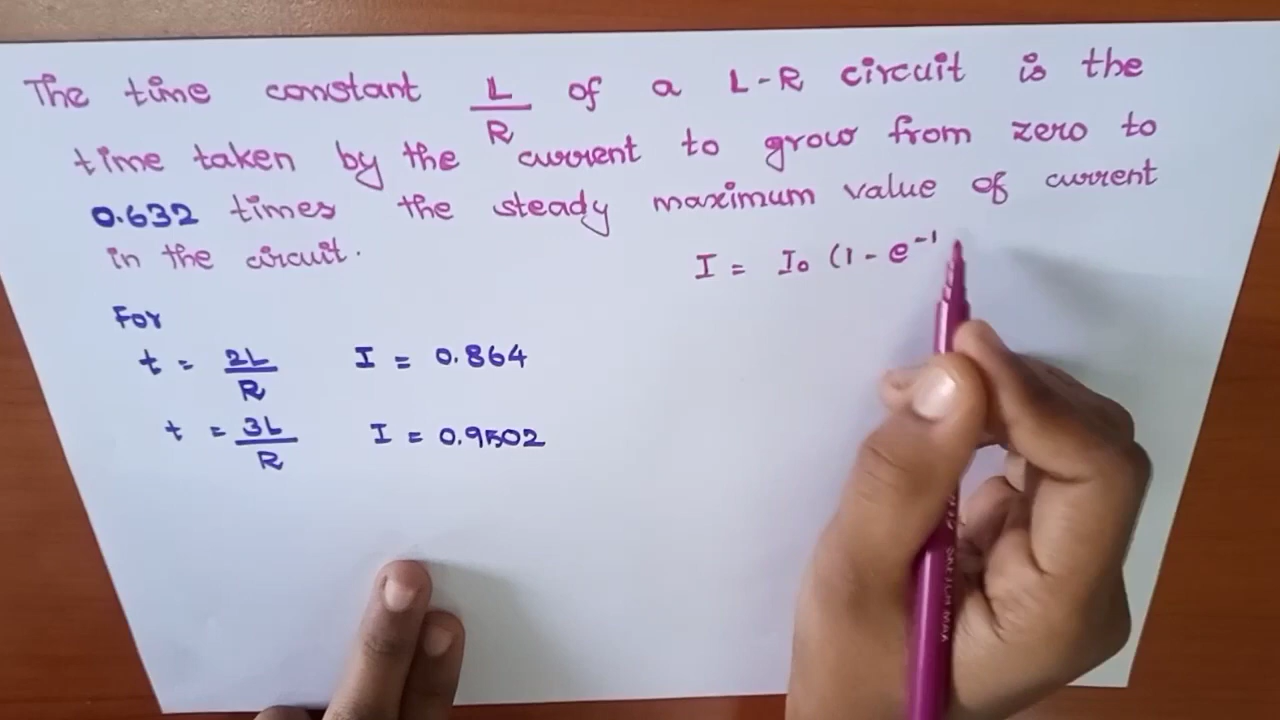 The time constant L/R of a L-R circuit is the
time taken by the current to grow from zero to
0.632 times the steady maximum value of current
in the circuit.
I = I₀ (1 - e⁻¹
For
t = 2L/R I = 0.864
t = 3L/R I = 0.9502